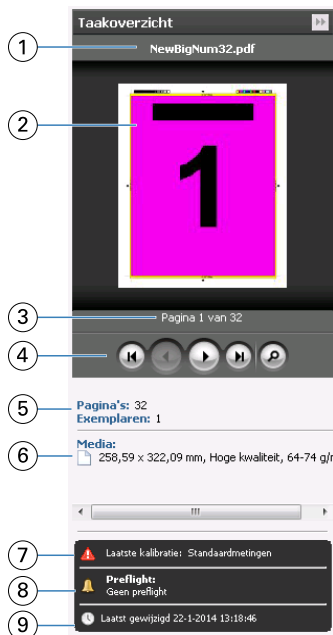 Taakoverzicht
1
NewBigNum32.pdf
2
1
3
Pagina 1 van 32
4
5
Pagina's: 32
Exemplaren: 1
Media:
6
258,59 x 322,09 mm, Hoge kwaliteit, 64-74 g/
7
Laatste kalibratie: Standaardmetingen
Preflight:
8
Geen preflight
9
Laatst gewijzigd 22-1-2014 13:18:46